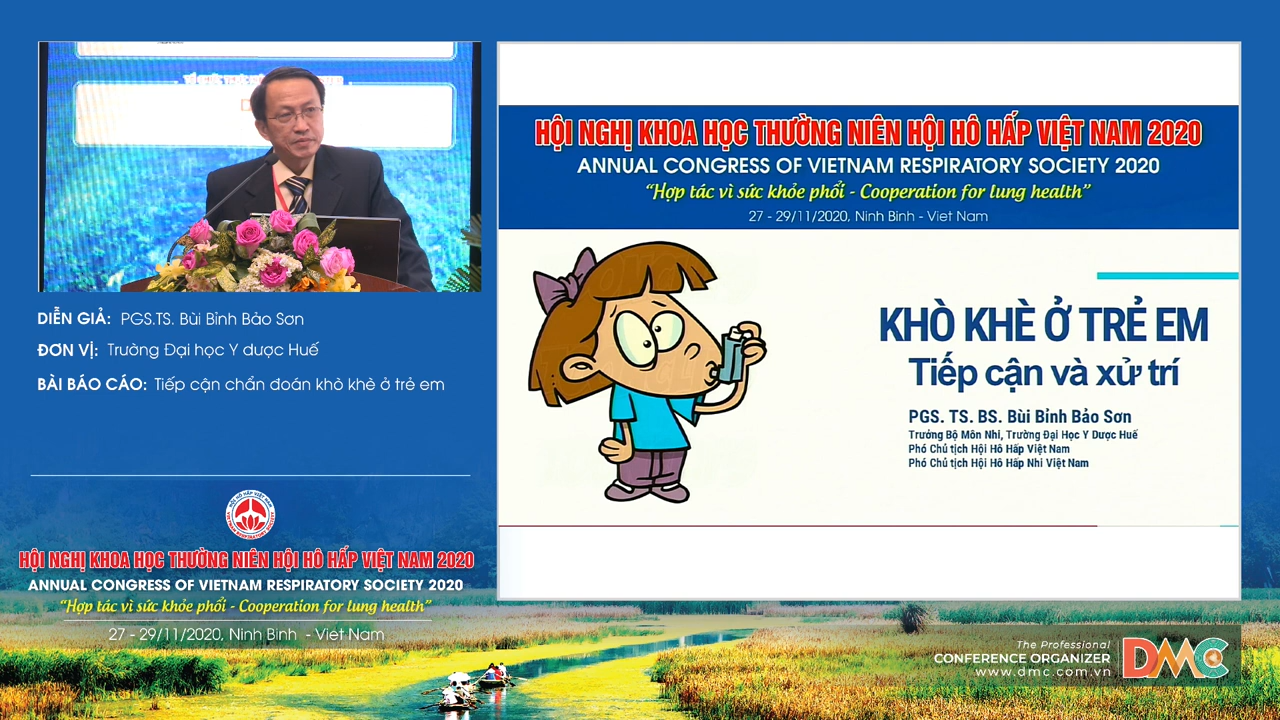 DIỄN GIẢ: PGS.TS. Bùi Bỉnh Bảo Sơn
ĐƠN VỊ: Trường Đại học Y dược Huế
BÀI BÁO CÁO: Tiếp cận chẩn đoán khò khè ở trẻ em
HỘI NGHỊ KHOA HỌC THƯỜNG NIÊN HỘI HÔ HẤP VIỆT NAM 2020
ANNUAL CONGRESS OF VIETNAM RESPIRATORY SOCIETY 2020
“Hợp tác vì sức khỏe phổi - Cooperation for lung health”
27 - 29/11/2020, Ninh Binh - Viet Nam
HỘI NGHỊ KHOA HỌC THƯỜNG NIÊN HỘI HÔ HẤP VIỆT NAM 2020
ANNUAL CONGRESS OF VIETNAM RESPIRATORY SOCIETY 2020
“Hợp tác vì sức khỏe phổi - Cooperation for lung health”
27 - 29/11/2020, Ninh Binh - Viet Nam
KHÒ KHÈ Ở TRẺ EM
Tiếp cận và xử trí
PGS. TS. BS. Bùi Bỉnh Bảo Sơn
Trưởng Bộ Môn Nhi, Trường Đại Học Y Dược Huế
Phó Chủ tịch Hội Hô Hấp Việt Nam
Phó Chủ tịch Hội Hô Hấp Nhi Việt Nam
The Professional
CONFERENCE ORGANIZER
www.dmc.com.vn
DMC